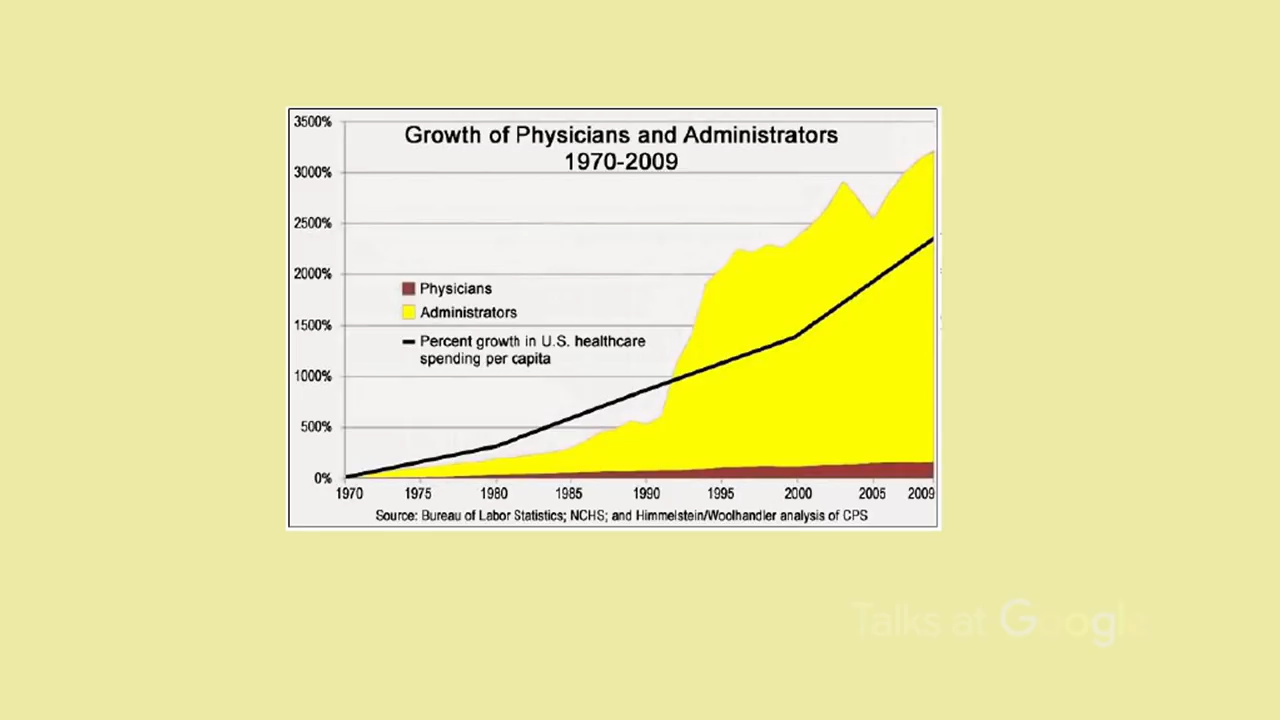 Growth of Physicians and Administrators
1970-2009
3500%
3000%
2500%
2000%
1500%
1000%
500%
0%
Physicians
Administrators
Percent growth in U.S. healthcare
spending per capita
1970 1975 1980 1985 1990 1995 2000 2005 2009
Source: Bureau of Labor Statistics; NCHS; and Himmelstein/Woolhandler analysis of CPS
Talks at Google